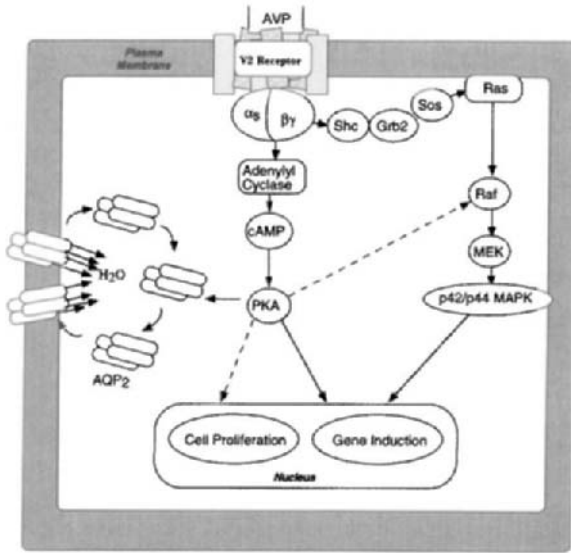 AVP
Plasma
Membrane
V2 Receptor
αs
βγ
Shc
Grb2
Sos
Ras
Adenylyl
Cyclase
cAMP
Raf
MEK
H2O
PKA
p42/p44 MAPK
AQP2
Cell Proliferation
Gene Induction
Nucleus